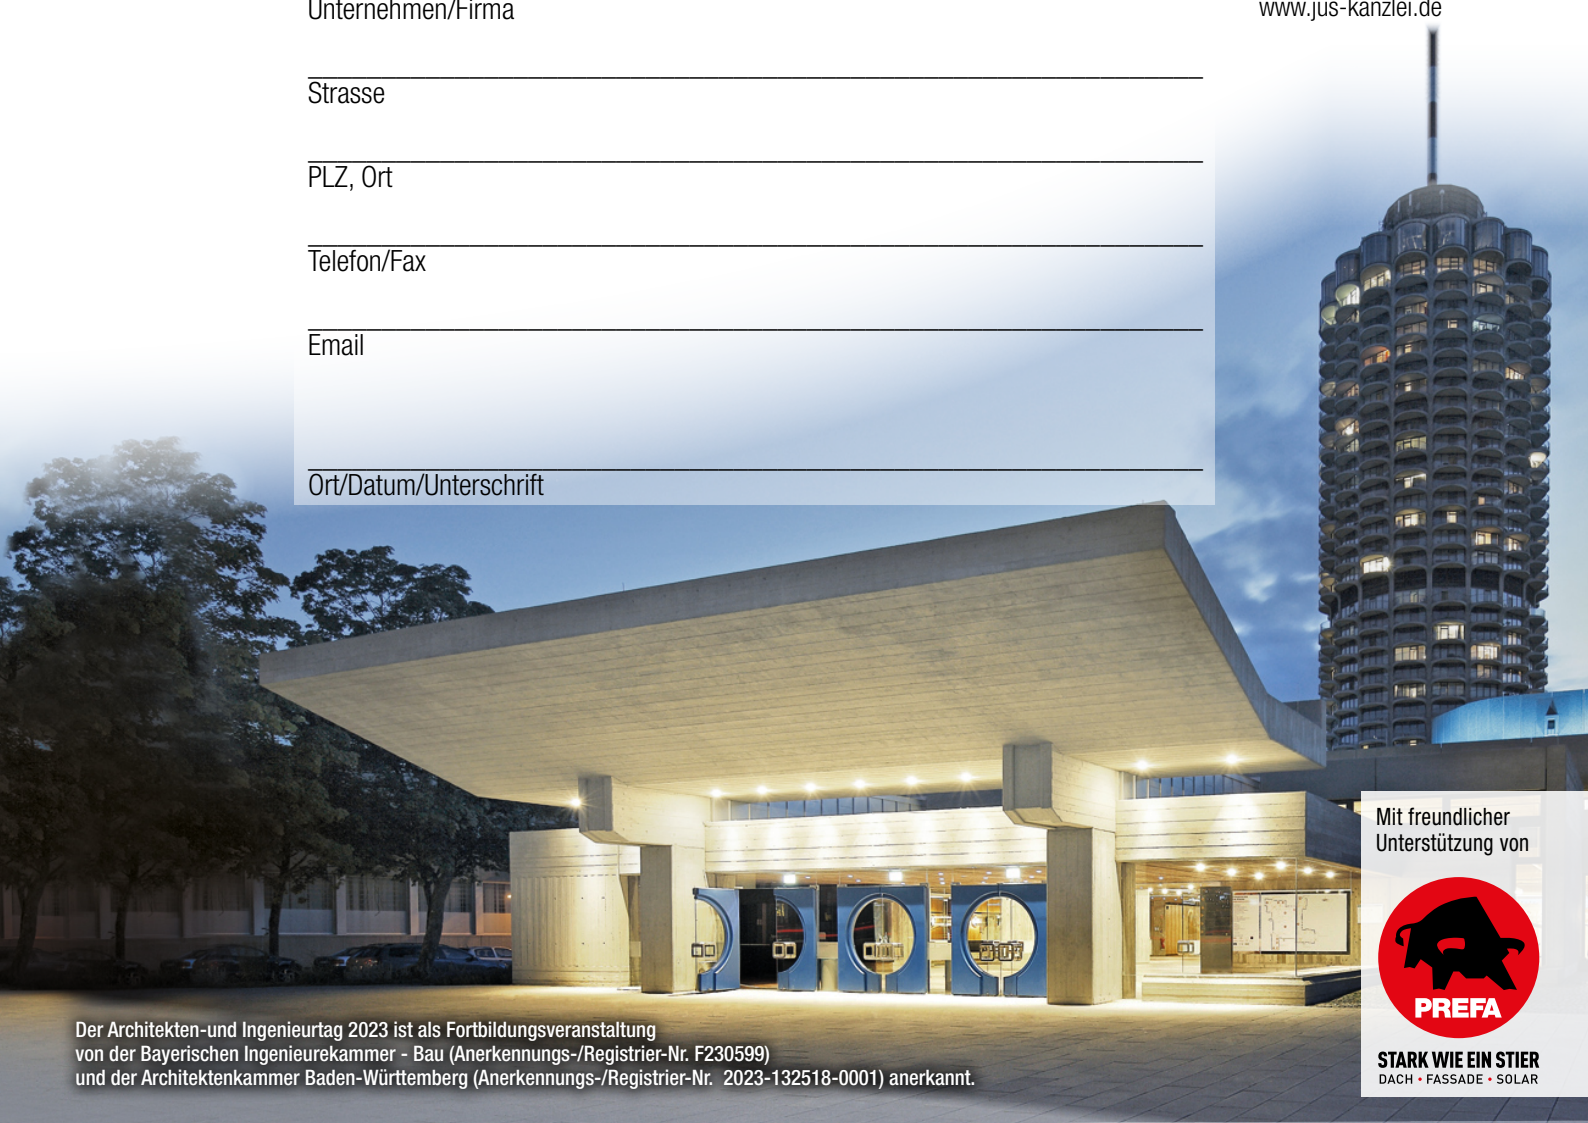 Unternehmen/Firma
www.jus-kanzlei.de
Strasse
PLZ, Ort
Telefon/Fax
Email
Ort/Datum/Unterschrift
Mit freundlicher
Unterstützung von
PREFA
STARK WIE EIN STIER
DACH • FASSADE • SOLAR
Der Architekten-und Ingenieurtag 2023 ist als Fortbildungsveranstaltung
von der Bayerischen Ingenieurekammer - Bau (Anerkennungs-/Registrier-Nr. F230599)
und der Architektenkammer Baden-Württemberg (Anerkennungs-/Registrier-Nr. 2023-132518-0001) anerkannt.